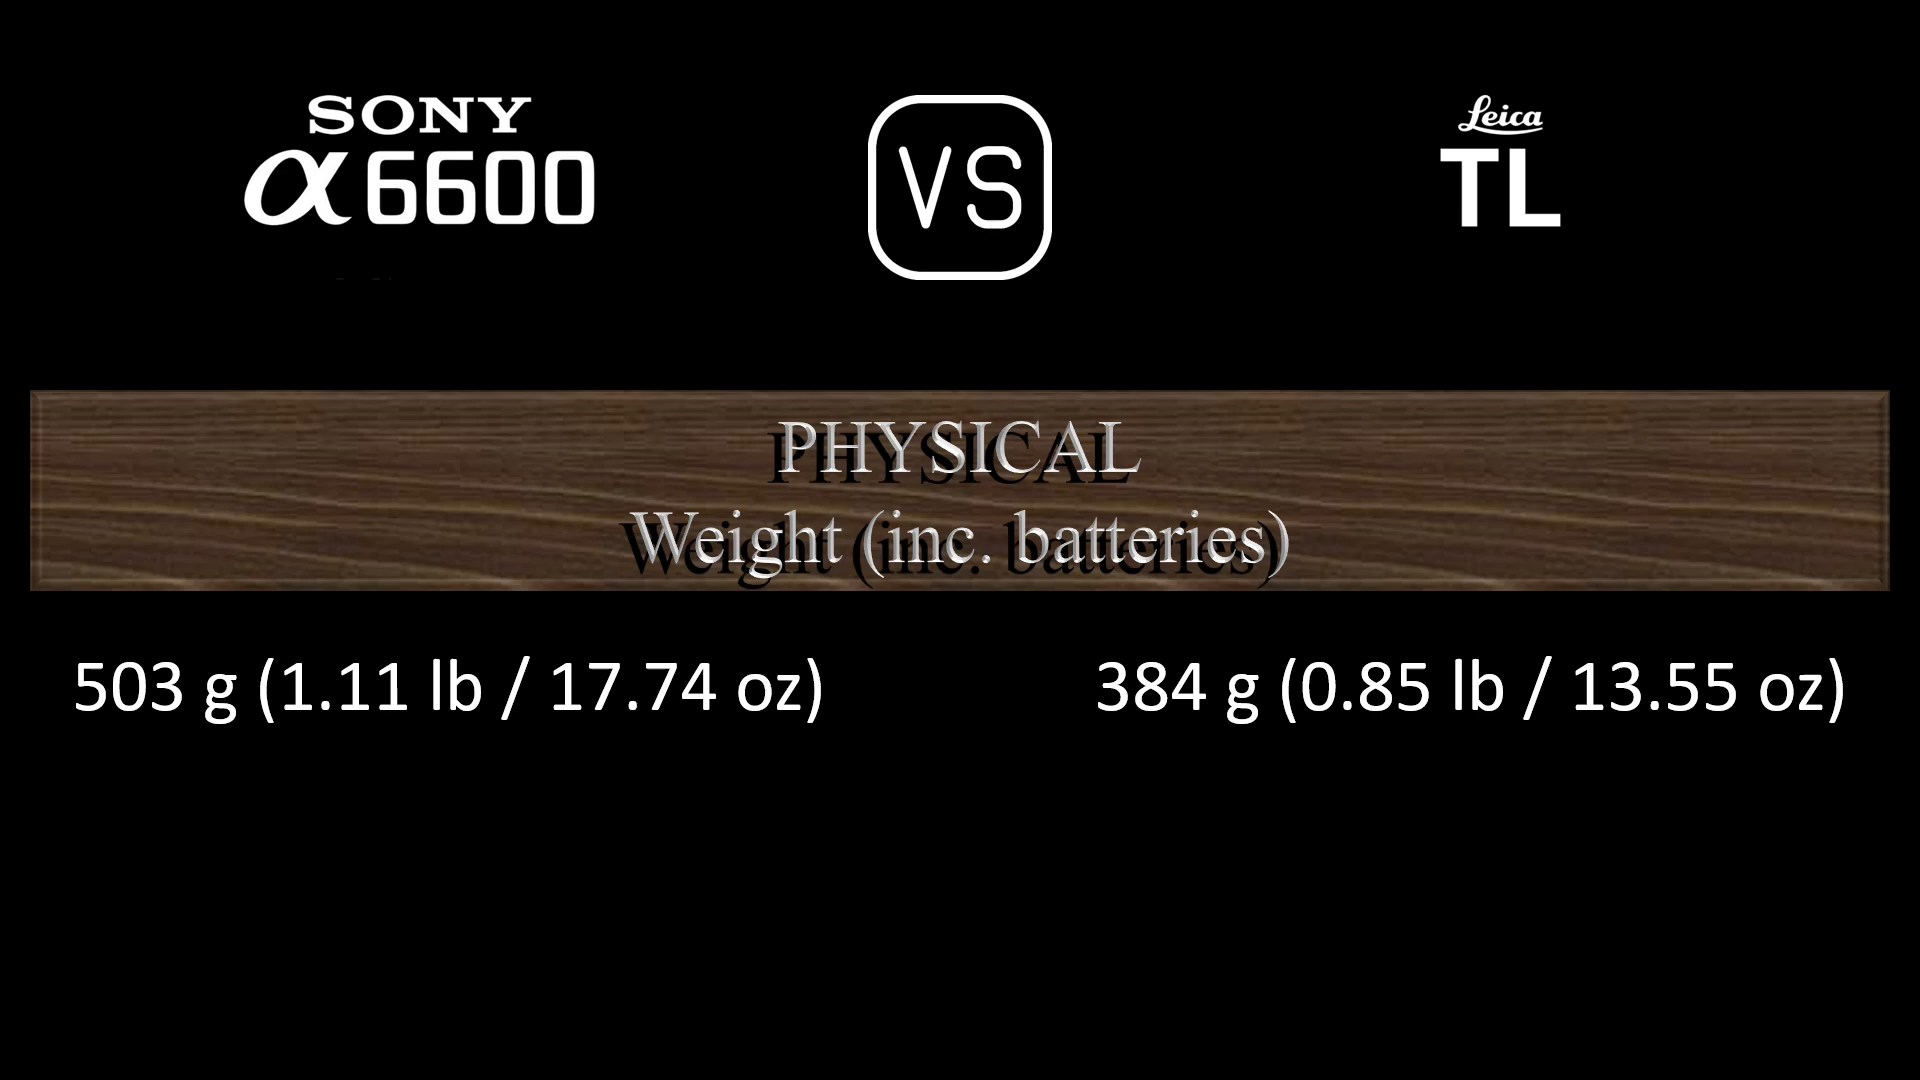 SONY
α6600
VS
Leica
TL
PHYSICAL
Weight (inc. batteries)
503 g (1.11 lb / 17.74 oz)
384 g (0.85 lb / 13.55 oz)